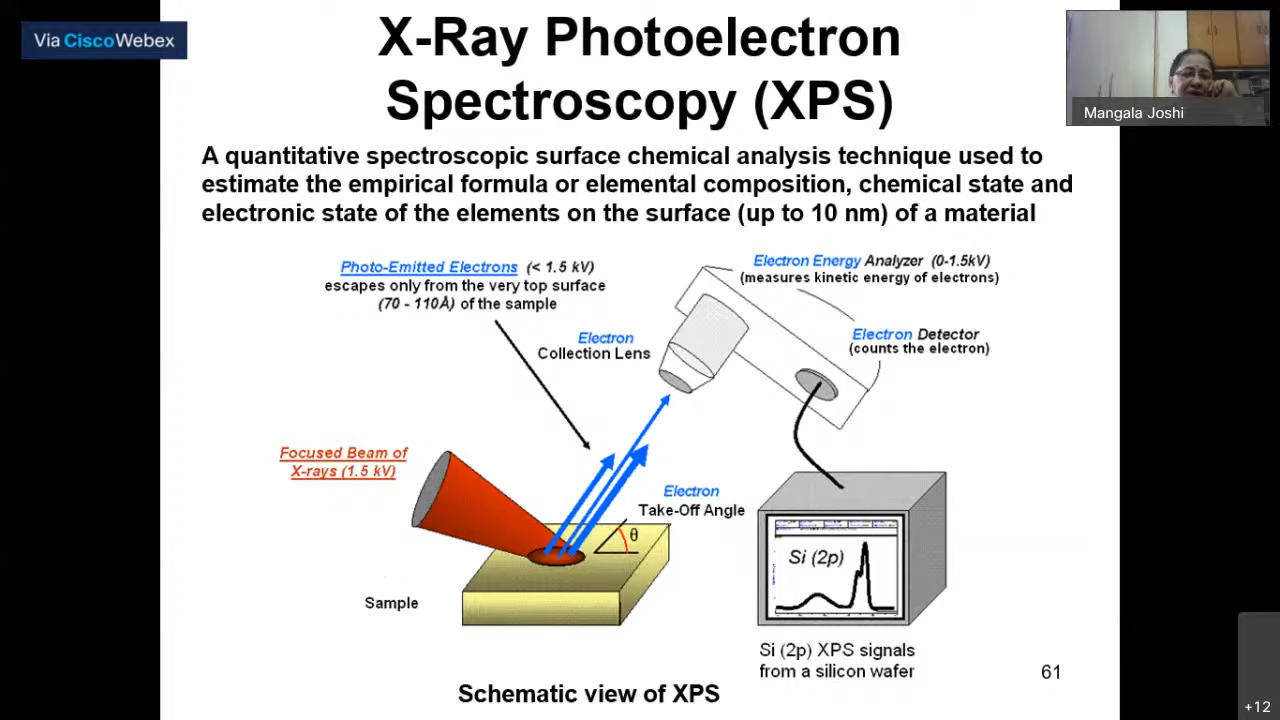 Via CiscoWebex
X-Ray Photoelectron
Spectroscopy (XPS)
Mangala Joshi
A quantitative spectroscopic surface chemical analysis technique used to
estimate the empirical formula or elemental composition, chemical state and
electronic state of the elements on the surface (up to 10 nm) of a material
Photo-Emitted Electrons (< 1.5 kV)
escapes only from the very top surface
(70 - 110Å) of the sample
Electron Energy Analyzer (0-1.5kV)
(measures kinetic energy of electrons)
Electron
Collection Lens
Electron Detector
(counts the electron)
Focused Beam of
X-rays (1.5 kV)
Electron
Take-Off Angle
θ
Si (2p)
Sample
Si (2p) XPS signals
from a silicon wafer
61
Schematic view of XPS
+12